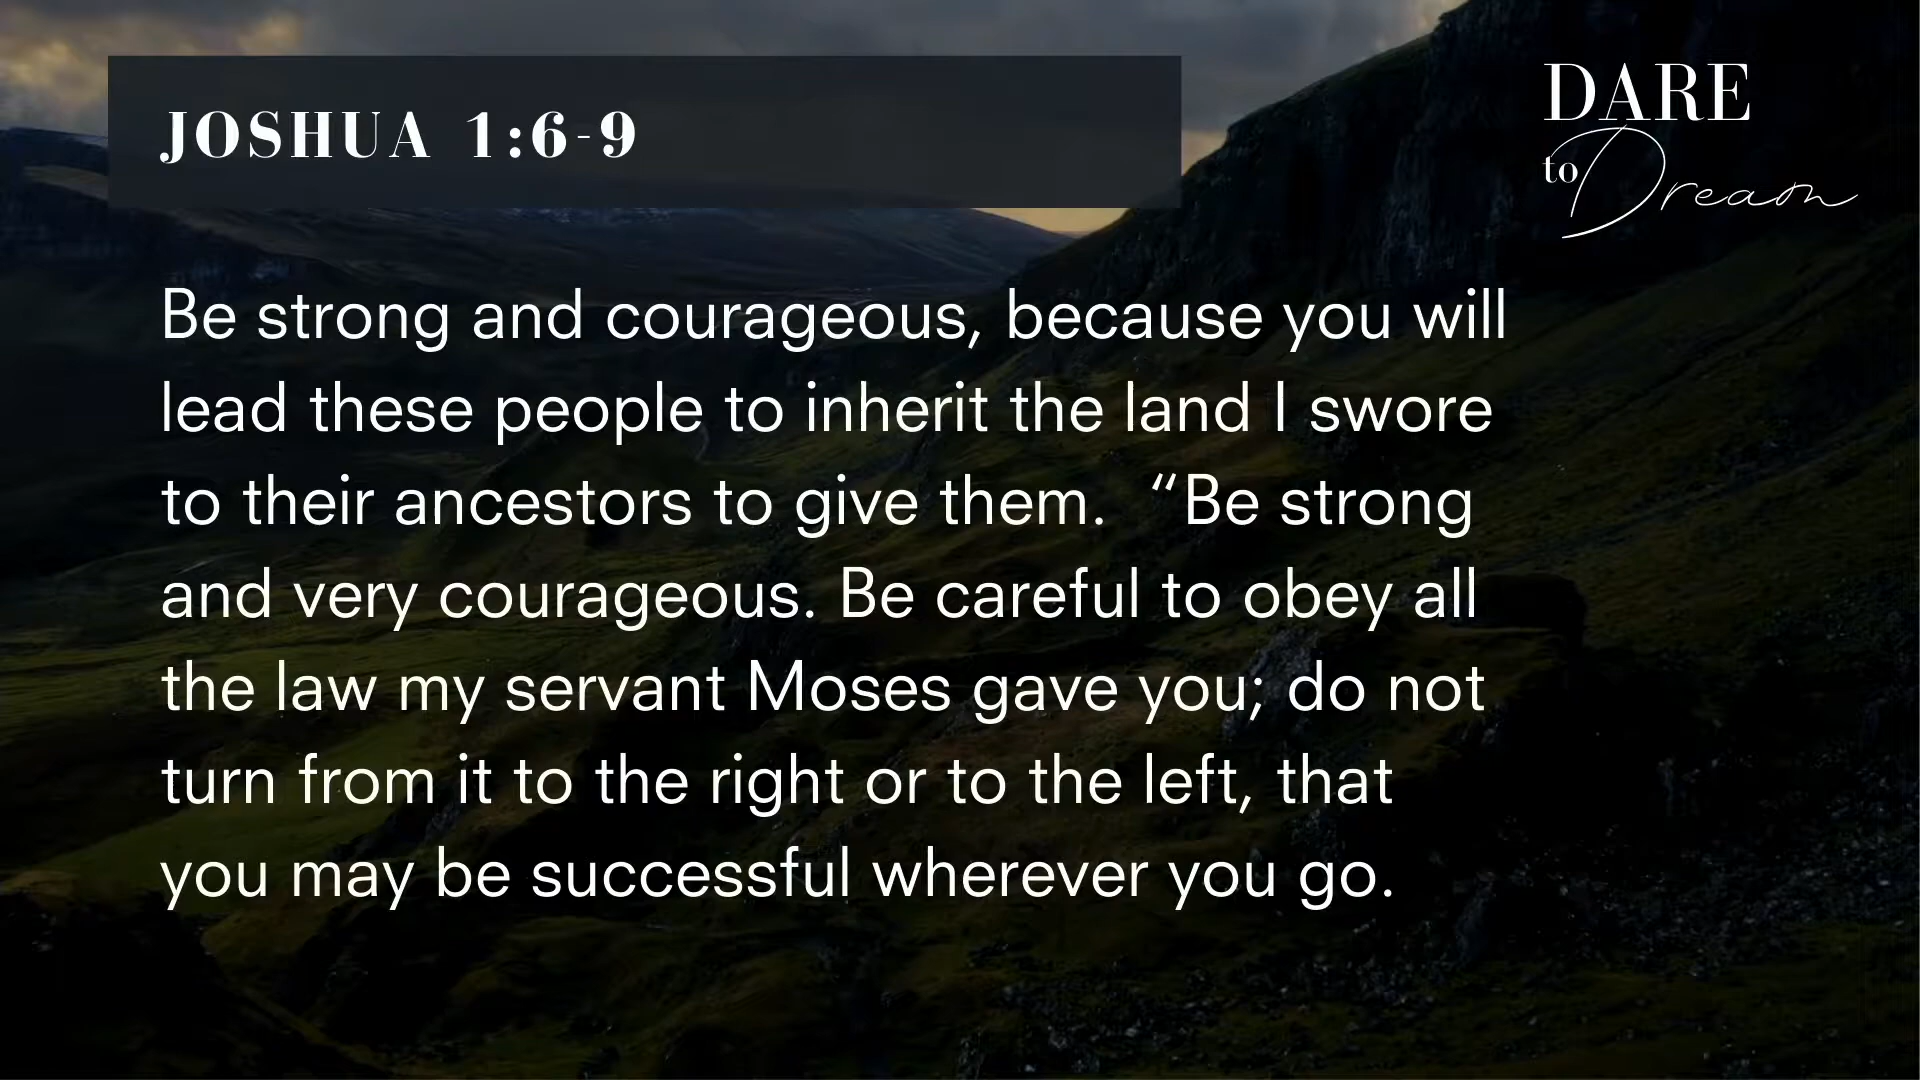 JOSHUA 1:6-9
DARE
to Dream
Be strong and courageous, because you will
lead these people to inherit the land I swore
to their ancestors to give them.   “Be strong
and very courageous. Be careful to obey all
the law my servant Moses gave you; do not
turn from it to the right or to the left, that
you may be successful wherever you go.